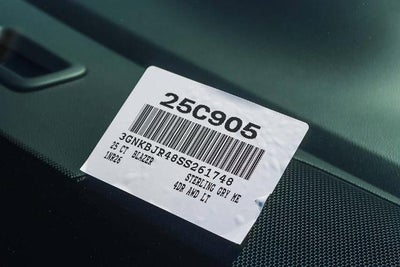 25C905
3GNKBJR48SS261748
25 CT BLAZER STERLING GRY ME
1NR26 4DR AWD LT